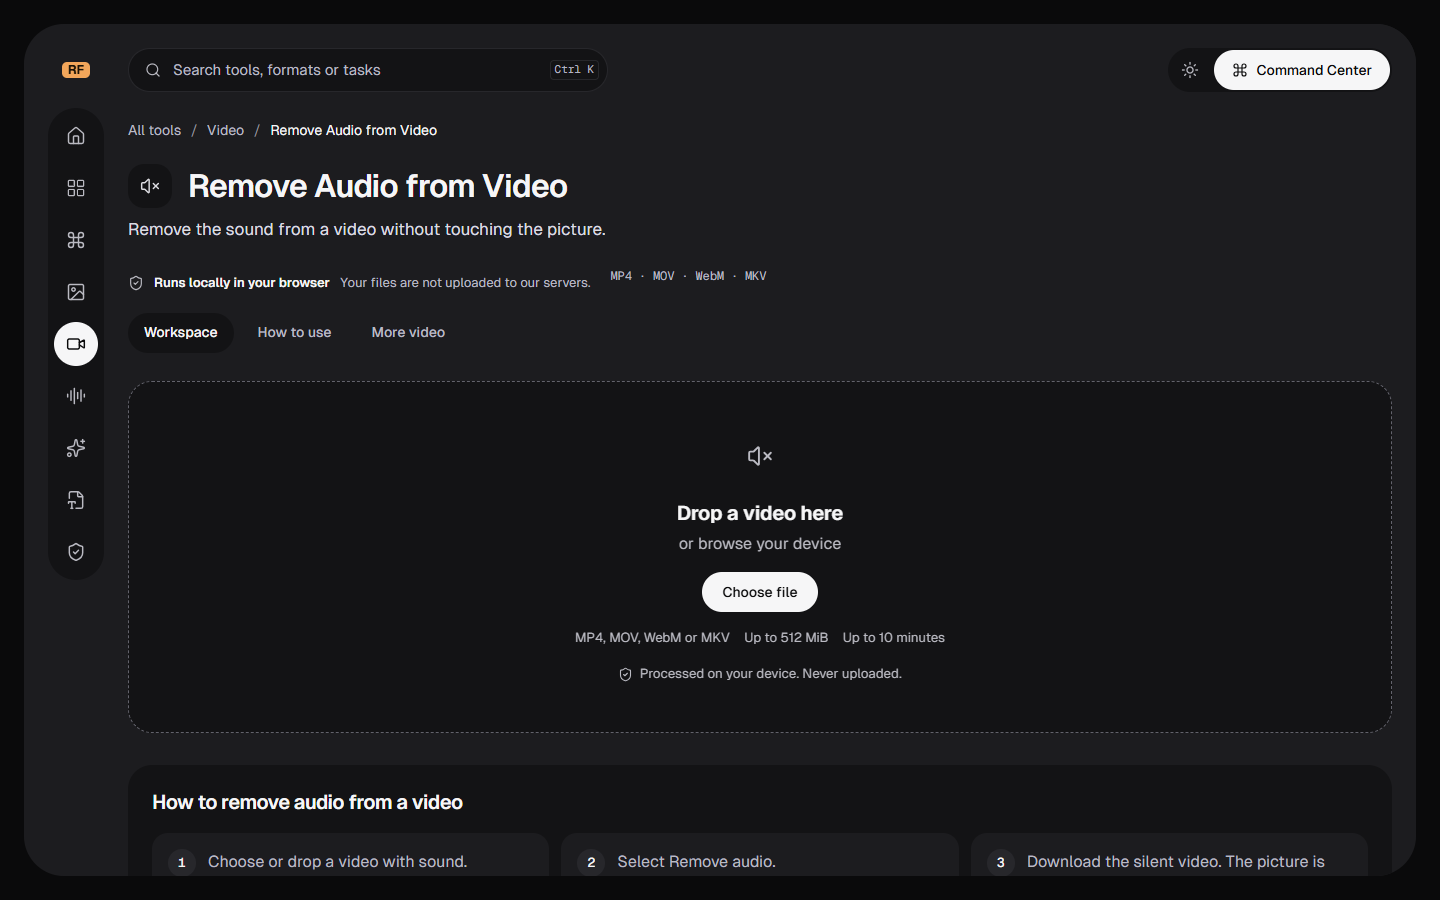 RF
Search tools, formats or tasks
Ctrl K
Command Center
All tools / Video / Remove Audio from Video
Remove Audio from Video
Remove the sound from a video without touching the picture.
Runs locally in your browser Your files are not uploaded to our servers. MP4 · MOV · WebM · MKV
Workspace How to use More video
Drop a video here
or browse your device
Choose file
MP4, MOV, WebM or MKV Up to 512 MiB Up to 10 minutes
Processed on your device. Never uploaded.
How to remove audio from a video
1 Choose or drop a video with sound.
2 Select Remove audio.
3 Download the silent video. The picture is